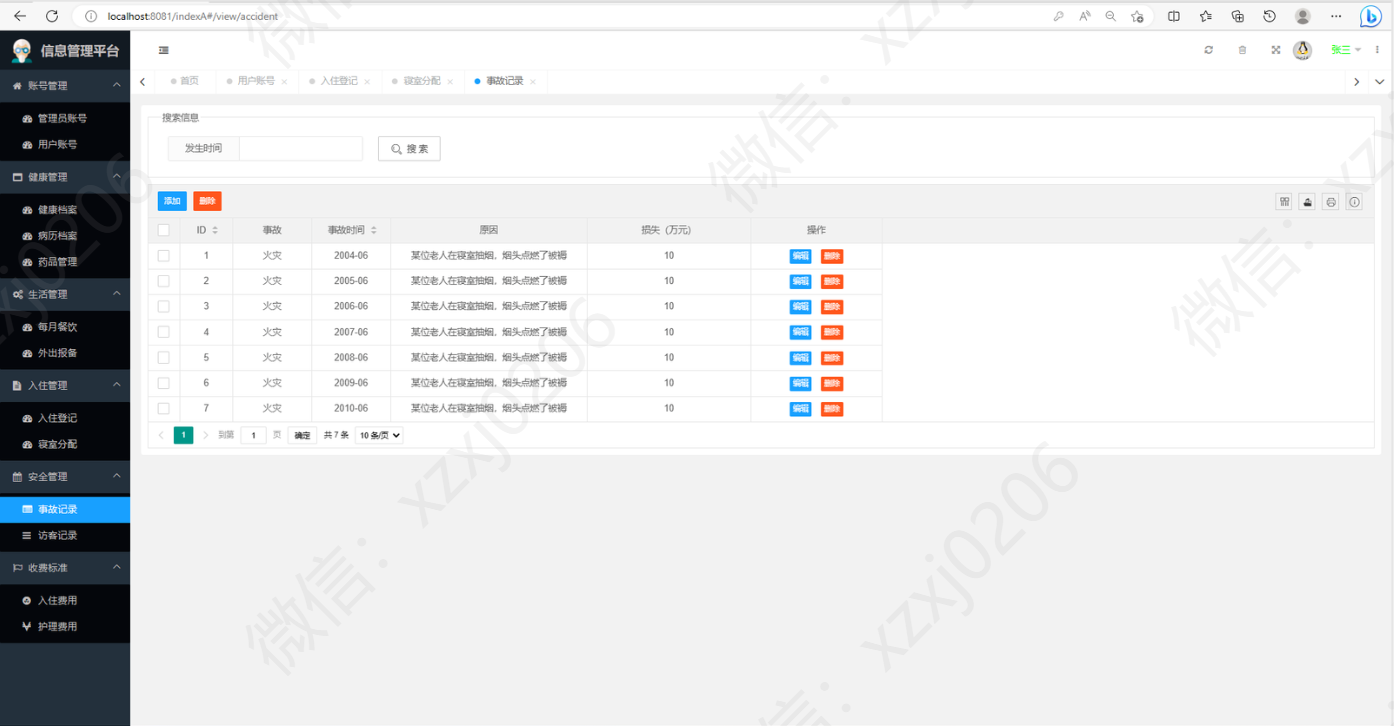 localhost:8081/indexA#/view/accident
信息管理平台
张三
首页 用户账号 入住登记 寝室分配 事故记录
账号管理
管理员账号
用户账号
健康管理
健康档案
病历档案
药品管理
生活管理
每月餐饮
外出报备
入住管理
入住登记
寝室分配
安全管理
事故记录
访客记录
收费标准
入住费用
护理费用
搜索信息
发生时间 搜索
添加 删除
ID 事故 事故时间 原因 损失（万元） 操作
1 火灾 2004-06 某位老人在寝室抽烟，烟头点燃了被褥 10 编辑 删除
2 火灾 2005-06 某位老人在寝室抽烟，烟头点燃了被褥 10 编辑 删除
3 火灾 2006-06 某位老人在寝室抽烟，烟头点燃了被褥 10 编辑 删除
4 火灾 2007-06 某位老人在寝室抽烟，烟头点燃了被褥 10 编辑 删除
5 火灾 2008-06 某位老人在寝室抽烟，烟头点燃了被褥 10 编辑 删除
6 火灾 2009-06 某位老人在寝室抽烟，烟头点燃了被褥 10 编辑 删除
7 火灾 2010-06 某位老人在寝室抽烟，烟头点燃了被褥 10 编辑 删除
1 到第 1 页 确定 共 7 条 10 条/页
微信：xzxj0206